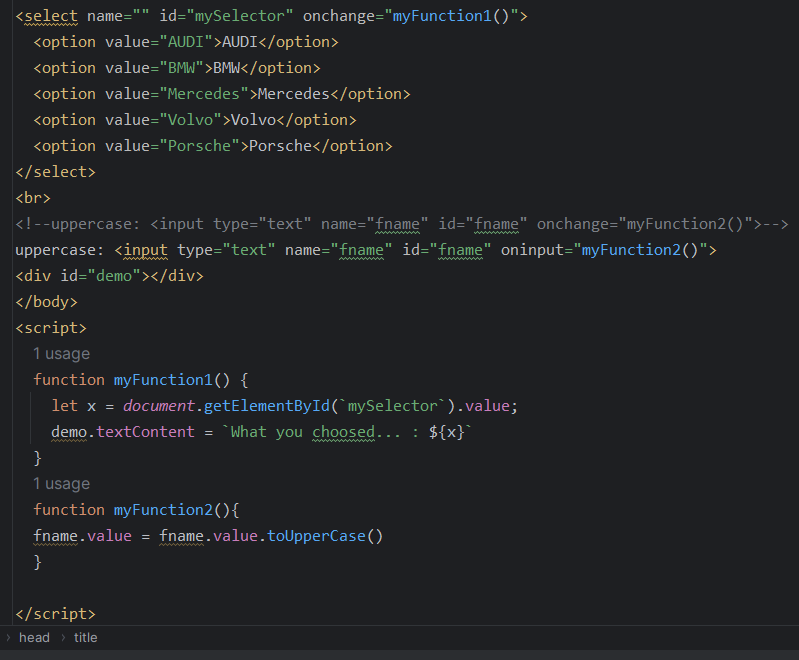 <select name="" id="mySelector" onchange="myFunction1()">
<option value="AUDI">AUDI</option>
<option value="BMW">BMW</option>
<option value="Mercedes">Mercedes</option>
<option value="Volvo">Volvo</option>
<option value="Porsche">Porsche</option>
</select>
<br>
<!--uppercase: <input type="text" name="fname" id="fname" onchange="myFunction2()">-->
uppercase: <input type="text" name="fname" id="fname" oninput="myFunction2()">
<div id="demo"></div>
</body>
<script>
1 usage
function myFunction1() {
let x = document.getElementById(`mySelector`).value;
demo.textContent = `What you choosed... : ${x}`
}
1 usage
function myFunction2(){
fname.value = fname.value.toUpperCase()
}
</script>
› head › title